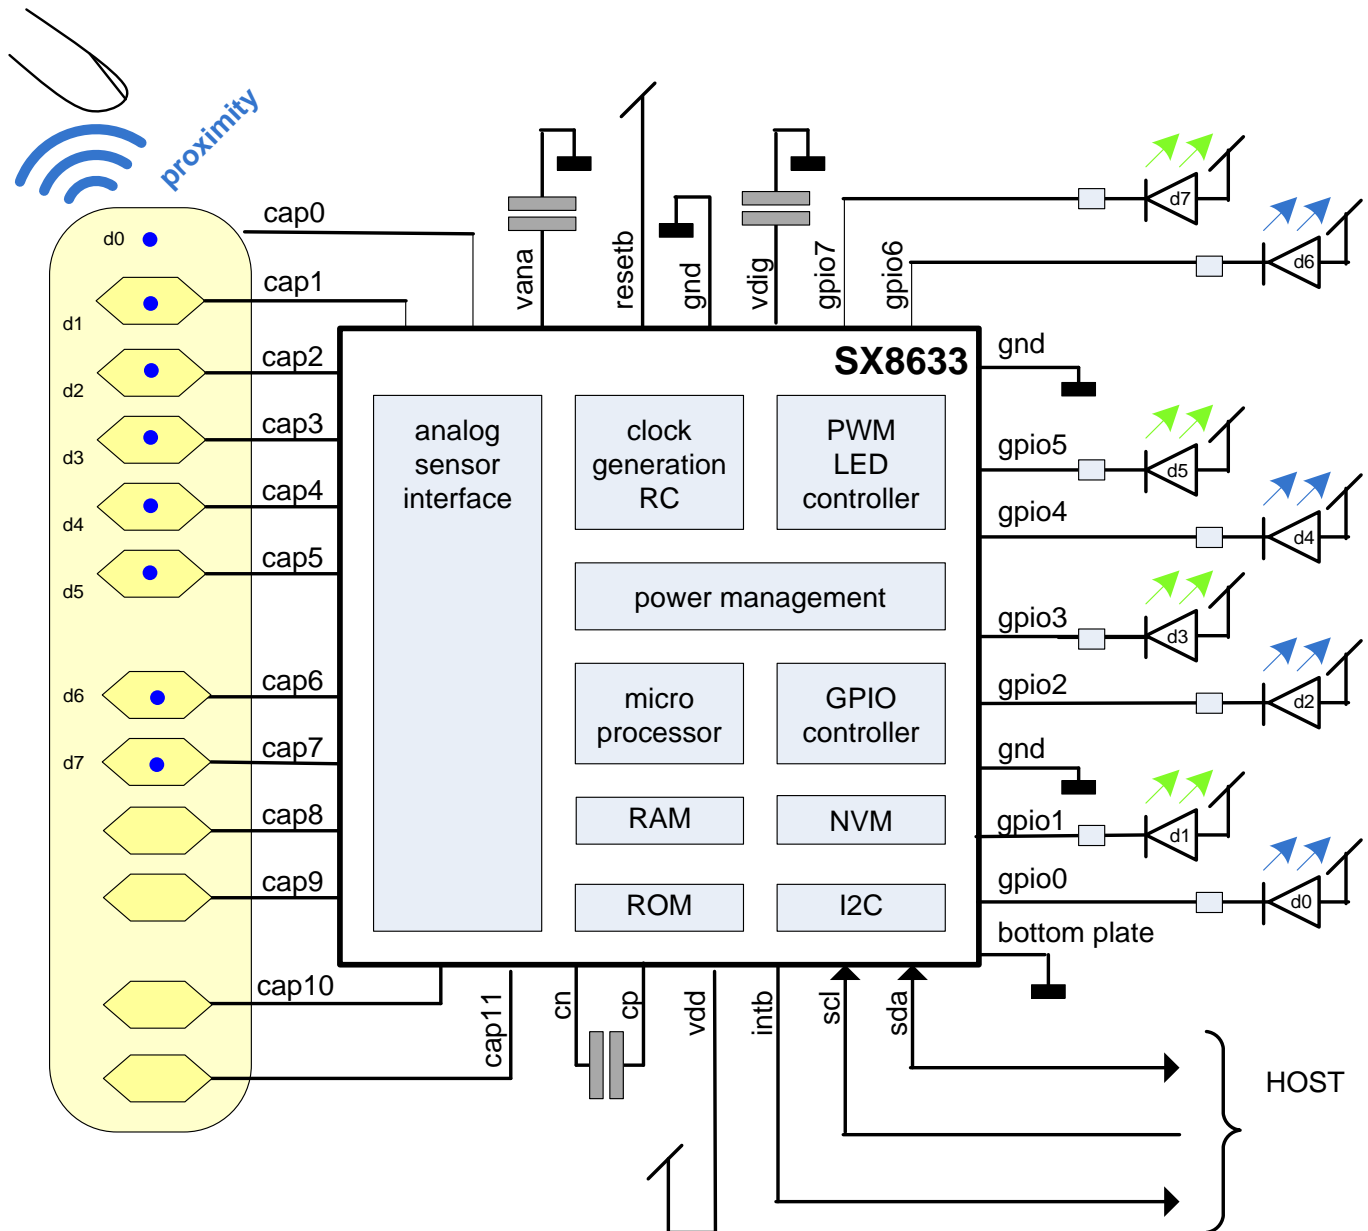 proximity
cap0
d0
cap1
d1
cap2
d2
cap3
d3
cap4
d4
cap5
d5
cap6
d6
cap7
d7
cap8
cap9
cap10
cap11
vana
resetb
gnd
vdig
gpio7
gpio6
d7
d6
SX8633
analog
sensor
interface
clock
generation
RC
PWM
LED
controller
power management
micro
processor
GPIO
controller
RAM
NVM
ROM
I2C
gnd
gpio5
d5
gpio4
d4
gpio3
d3
gpio2
d2
gnd
gpio1
d1
gpio0
d0
bottom plate
cn
cp
vdd
intb
scl
sda
HOST